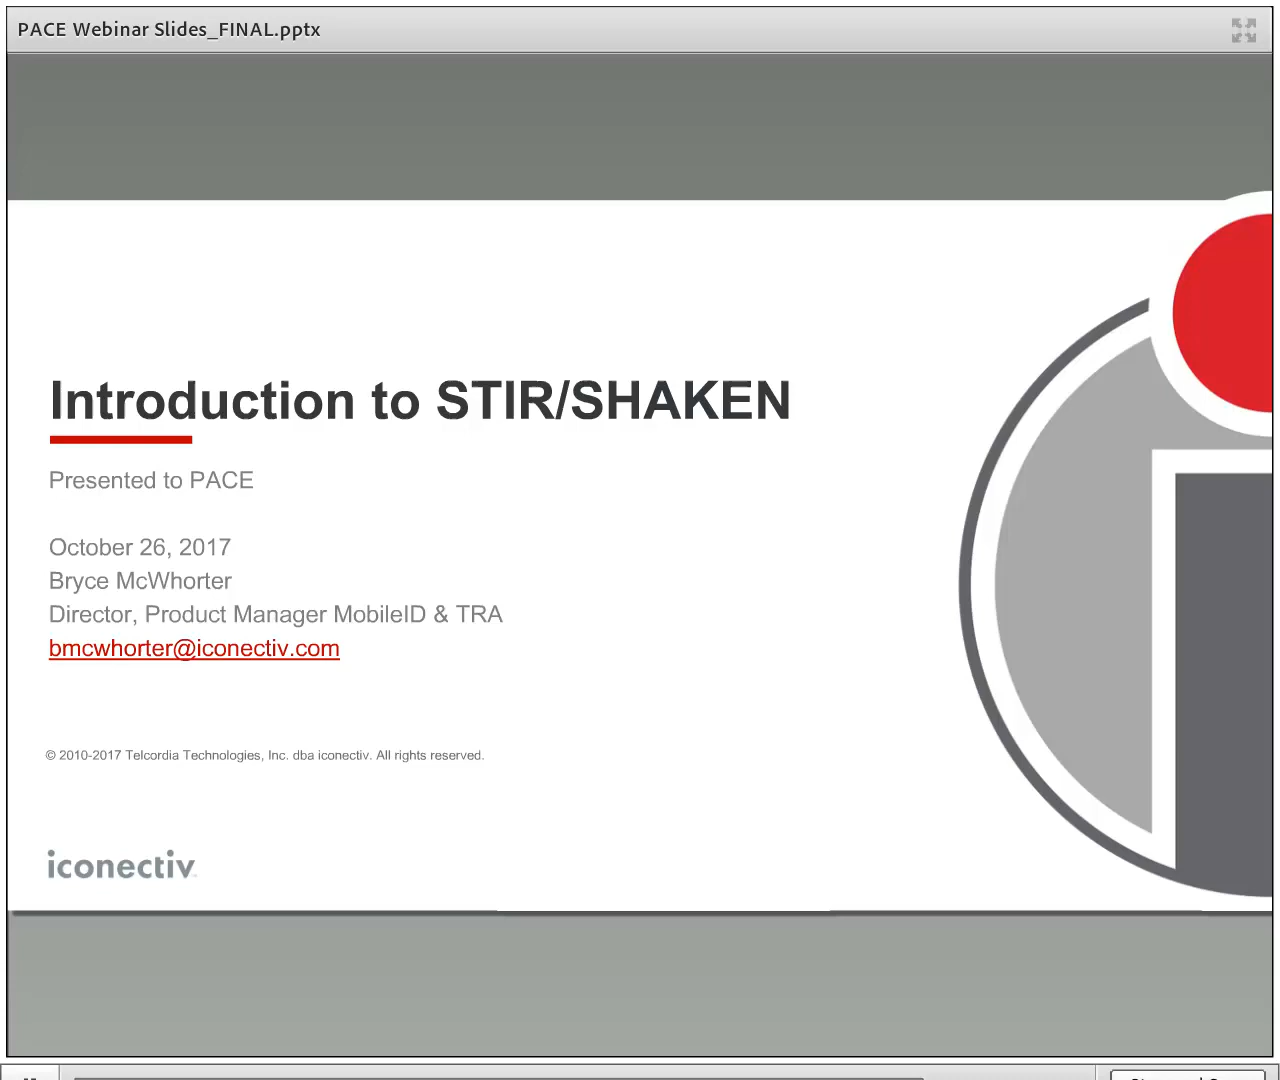 PACE Webinar Slides_FINAL.pptx
Introduction to STIR/SHAKEN
Presented to PACE
October 26, 2017
Bryce McWhorter
Director, Product Manager MobileID & TRA
bmcwhorter@iconectiv.com
© 2010-2017 Telcordia Technologies, Inc. dba iconectiv. All rights reserved.
iconectiv